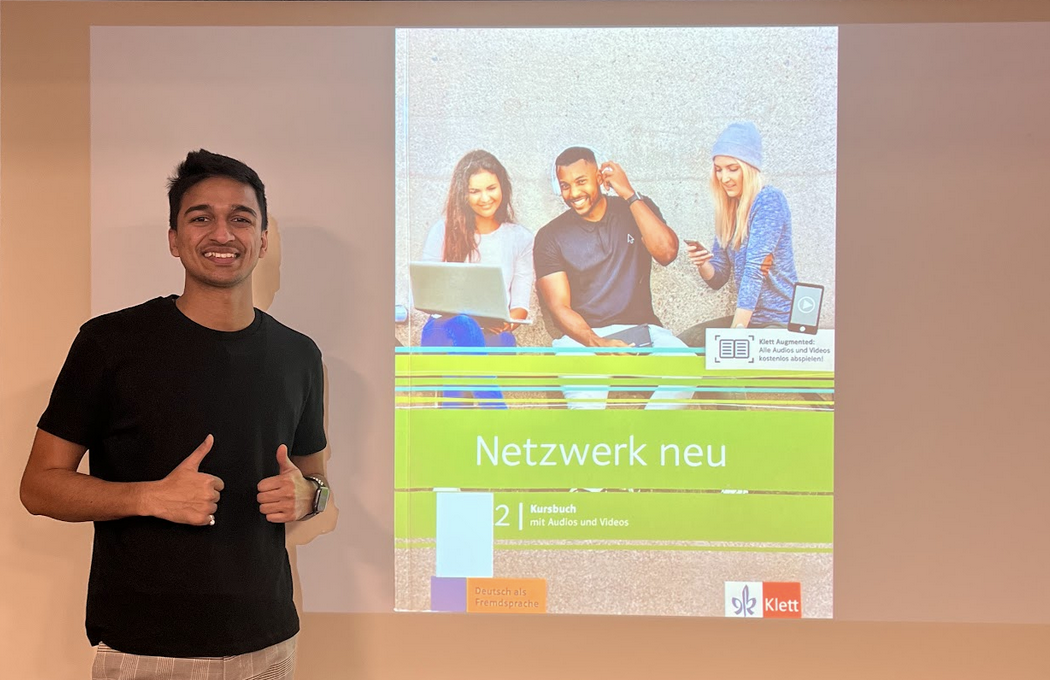 Klett Augmented:
Alle Audios und Videos
kostenlos abspielen!
Netzwerk neu
2 | Kursbuch
mit Audios und Videos
Deutsch als
Fremdsprache
Klett